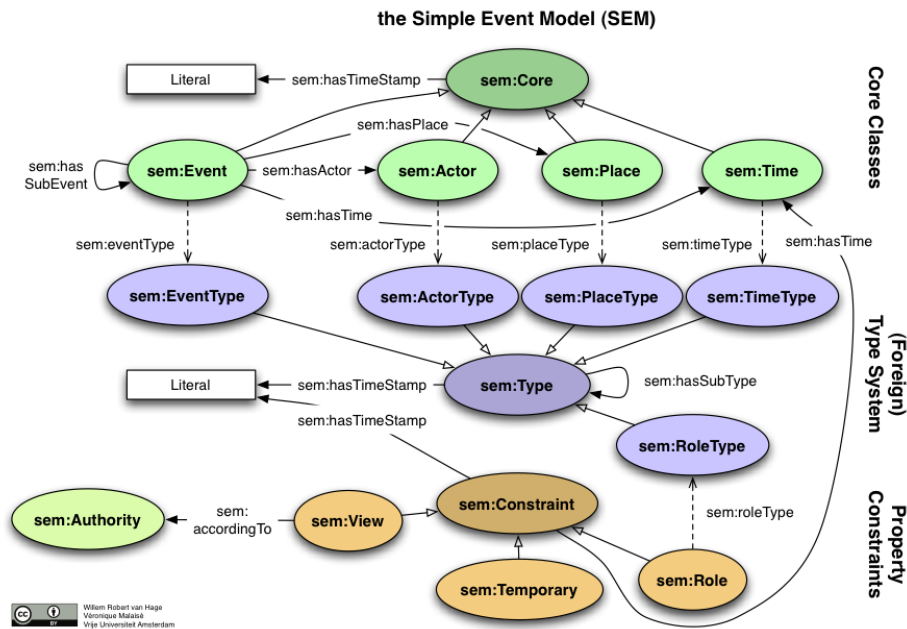 the Simple Event Model (SEM)
Literal
sem:hasTimeStamp
sem:Core
Core Classes
sem:hasPlace
sem:has
SubEvent
sem:Event
sem:hasActor
sem:Actor
sem:Place
sem:Time
sem:hasTime
sem:eventType
sem:actorType
sem:placeType
sem:timeType
sem:hasTime
sem:EventType
sem:ActorType
sem:PlaceType
sem:TimeType
(Foreign)
Type System
Literal
sem:hasTimeStamp
sem:Type
sem:hasSubType
sem:hasTimeStamp
sem:RoleType
sem:Authority
sem:
accordingTo
sem:View
sem:Constraint
sem:roleType
Property
Constraints
sem:Temporary
sem:Role
cc
BY
Willem Robert van Hage
Véronique Malaisé
Vrije Universiteit Amsterdam